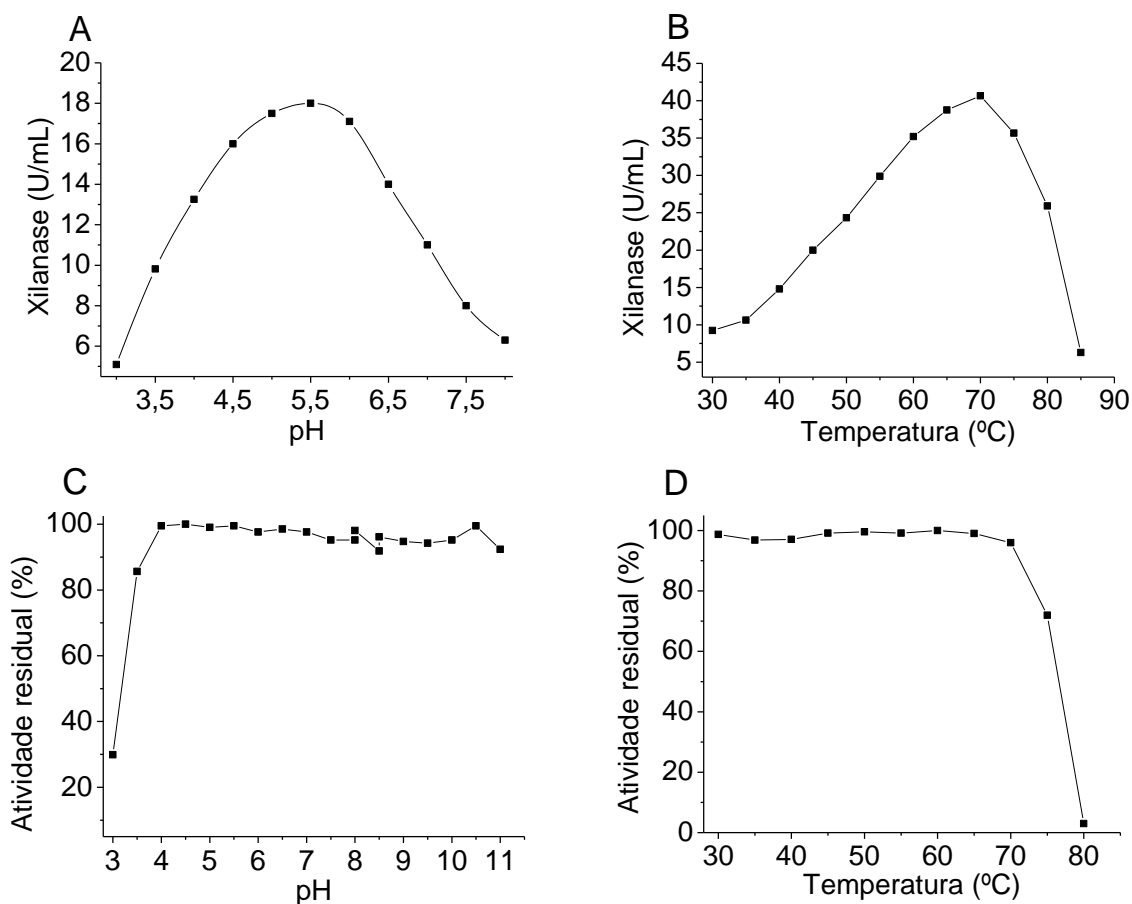 A
Xilanase (U/mL)
20
18
16
14
12
10
8
6
3,5 4,5 5,5 6,5 7,5
pH
B
Xilanase (U/mL)
45
40
35
30
25
20
15
10
5
30 40 50 60 70 80 90
Temperatura (ºC)
C
Atividade residual (%)
100
80
60
40
20
3 4 5 6 7 8 9 10 11
pH
D
Atividade residual (%)
100
80
60
40
20
0
30 40 50 60 70 80
Temperatura (ºC)